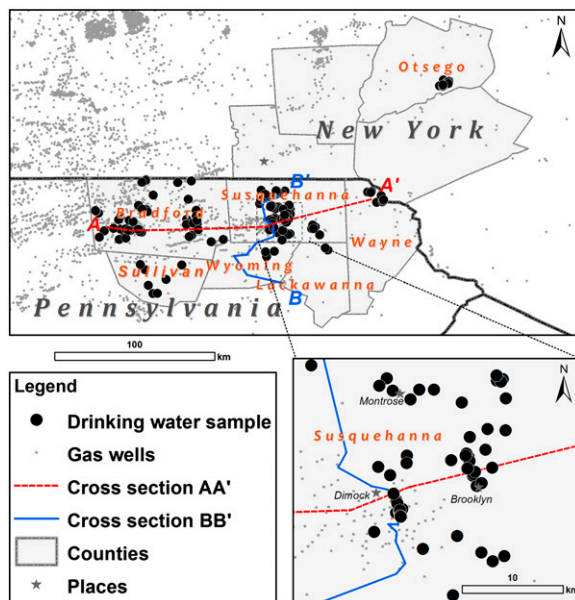 N
Otsego
New York
A'
B'
Susquehanna
Bradford
A
Wayne
Wyoming
Sullivan
Lackawanna
B
Pennsylvania
100
km
Legend
Drinking water sample
Gas wells
Cross section AA'
Cross section BB'
Counties
Places
N
Montrose
Susquehanna
Dimock
Brooklyn
10
km